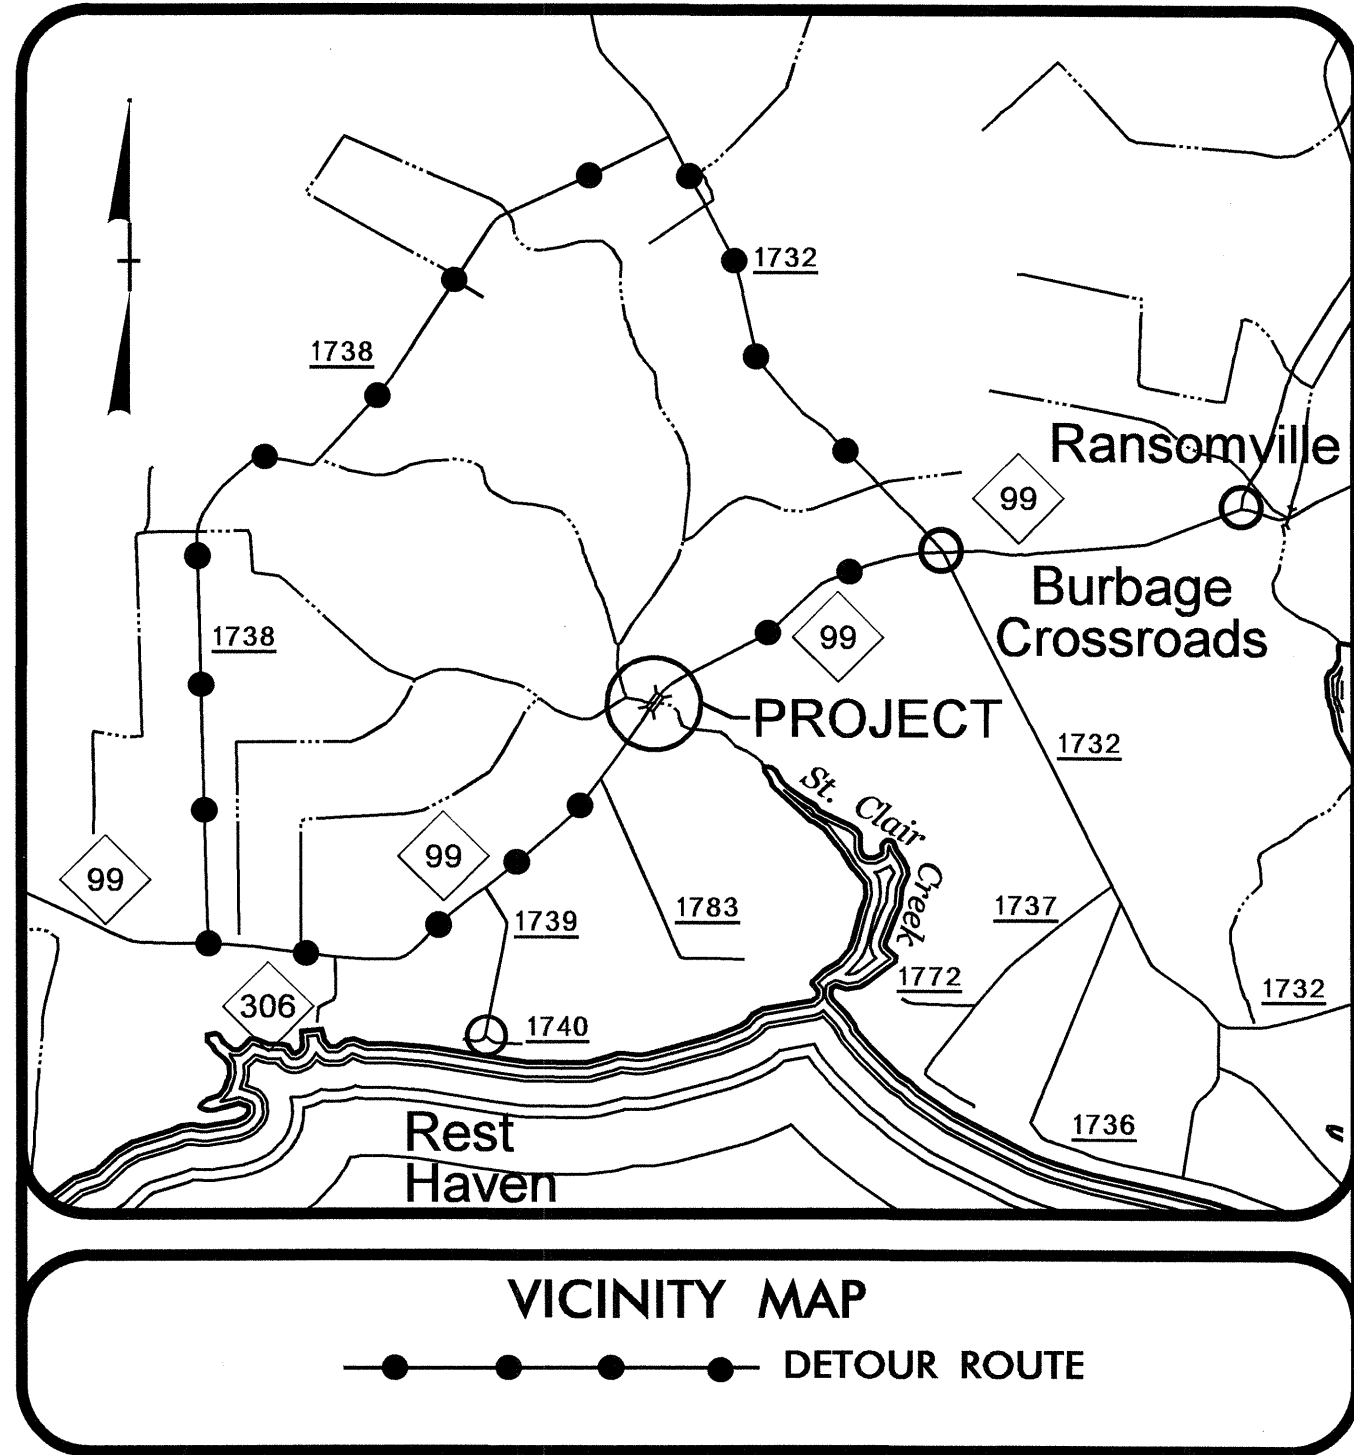 1732
1738
Ransomville
99
Burbage
Crossroads
1738
99
PROJECT
1732
St. Clair Creek
99
99
1739
1783
1737
1772
1732
306
1740
1736
Rest
Haven
VICINITY MAP
DETOUR ROUTE